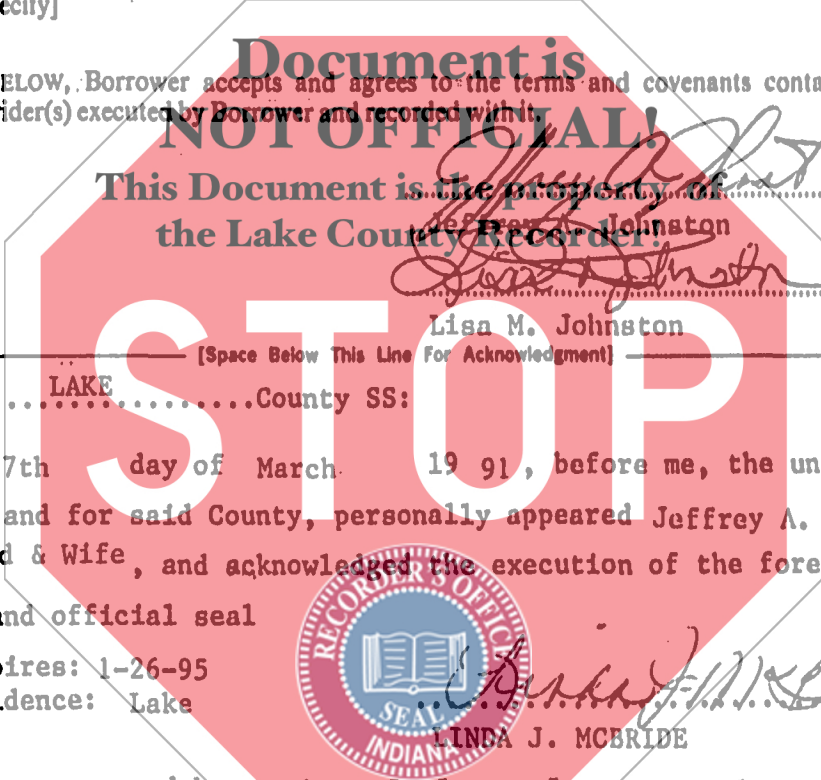 ecify]
Document is
ELOW, Borrower accepts and agrees to the terms and covenants conta
ider(s) executed by Borrower and recorded with it.
NOT OFFICIAL!
This Document is the property of
Jeffrey A. Johnston
the Lake County Recorder!
Lisa M. Johnston
STOP
[Space Below This Line For Acknowledgment]
LAKE County SS:
7th day of March 19 91, before me, the un
and for said County, personally appeared Jeffrey A.
d & Wife, and acknowledged the execution of the fore
nd official seal
RECORDER'S OFFICE
ires: 1-26-95
dence: Lake
SEAL
INDIANA
LINDA J. MCBRIDE